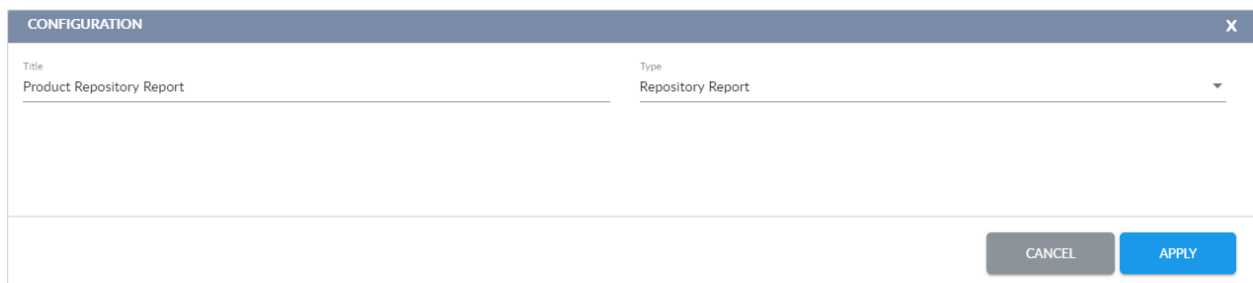 CONFIGURATION X
Title Type
Product Repository Report Repository Report
CANCEL APPLY